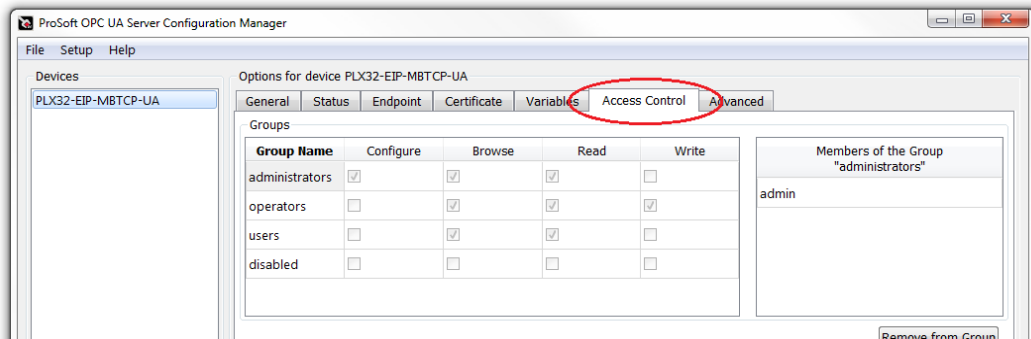 ProSoft OPC UA Server Configuration Manager
File Setup Help
Devices
PLX32-EIP-MBTCP-UA
Options for device PLX32-EIP-MBTCP-UA
General Status Endpoint Certificate Variables Access Control Advanced
Groups
Group Name Configure Browse Read Write
administrators
operators
users
disabled
Members of the Group
"administrators"
admin
Remove from Group